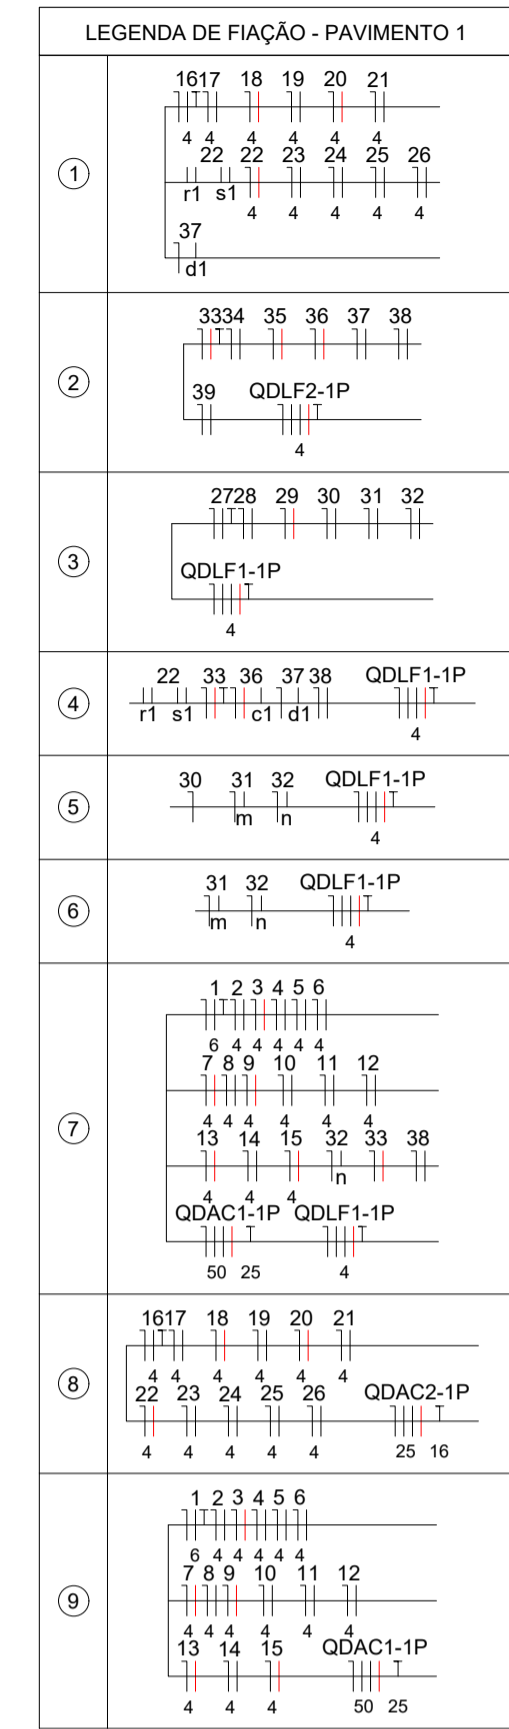 LEGENDA DE FIAÇÃO - PAVIMENTO 1
1
16 17 18 19 20 21
4 4 4 4 4 4
22 22 23 24 25 26
r1 s1 4 4 4 4 4
37
d1
2
33 34 35 36 37 38
39 QDLF2-1P
4
3
27 28 29 30 31 32
QDLF1-1P
4
4
22 33 36 37 38 QDLF1-1P
r1 s1 c1 d1 4
5
30 31 32 QDLF1-1P
m n 4
6
31 32 QDLF1-1P
m n 4
7
1 2 3 4 5 6
6 4 4 4 4 4
7 8 9 10 11 12
4 4 4 4 4 4
13 14 15 32 33 38
4 4 4 n
QDAC1-1P QDLF1-1P
50 25 4
8
16 17 18 19 20 21
4 4 4 4 4 4
22 23 24 25 26 QDAC2-1P
4 4 4 4 4 25 16
9
1 2 3 4 5 6
6 4 4 4 4 4
7 8 9 10 11 12
4 4 4 4 4 4
13 14 15 QDAC1-1P
4 4 4 50 25